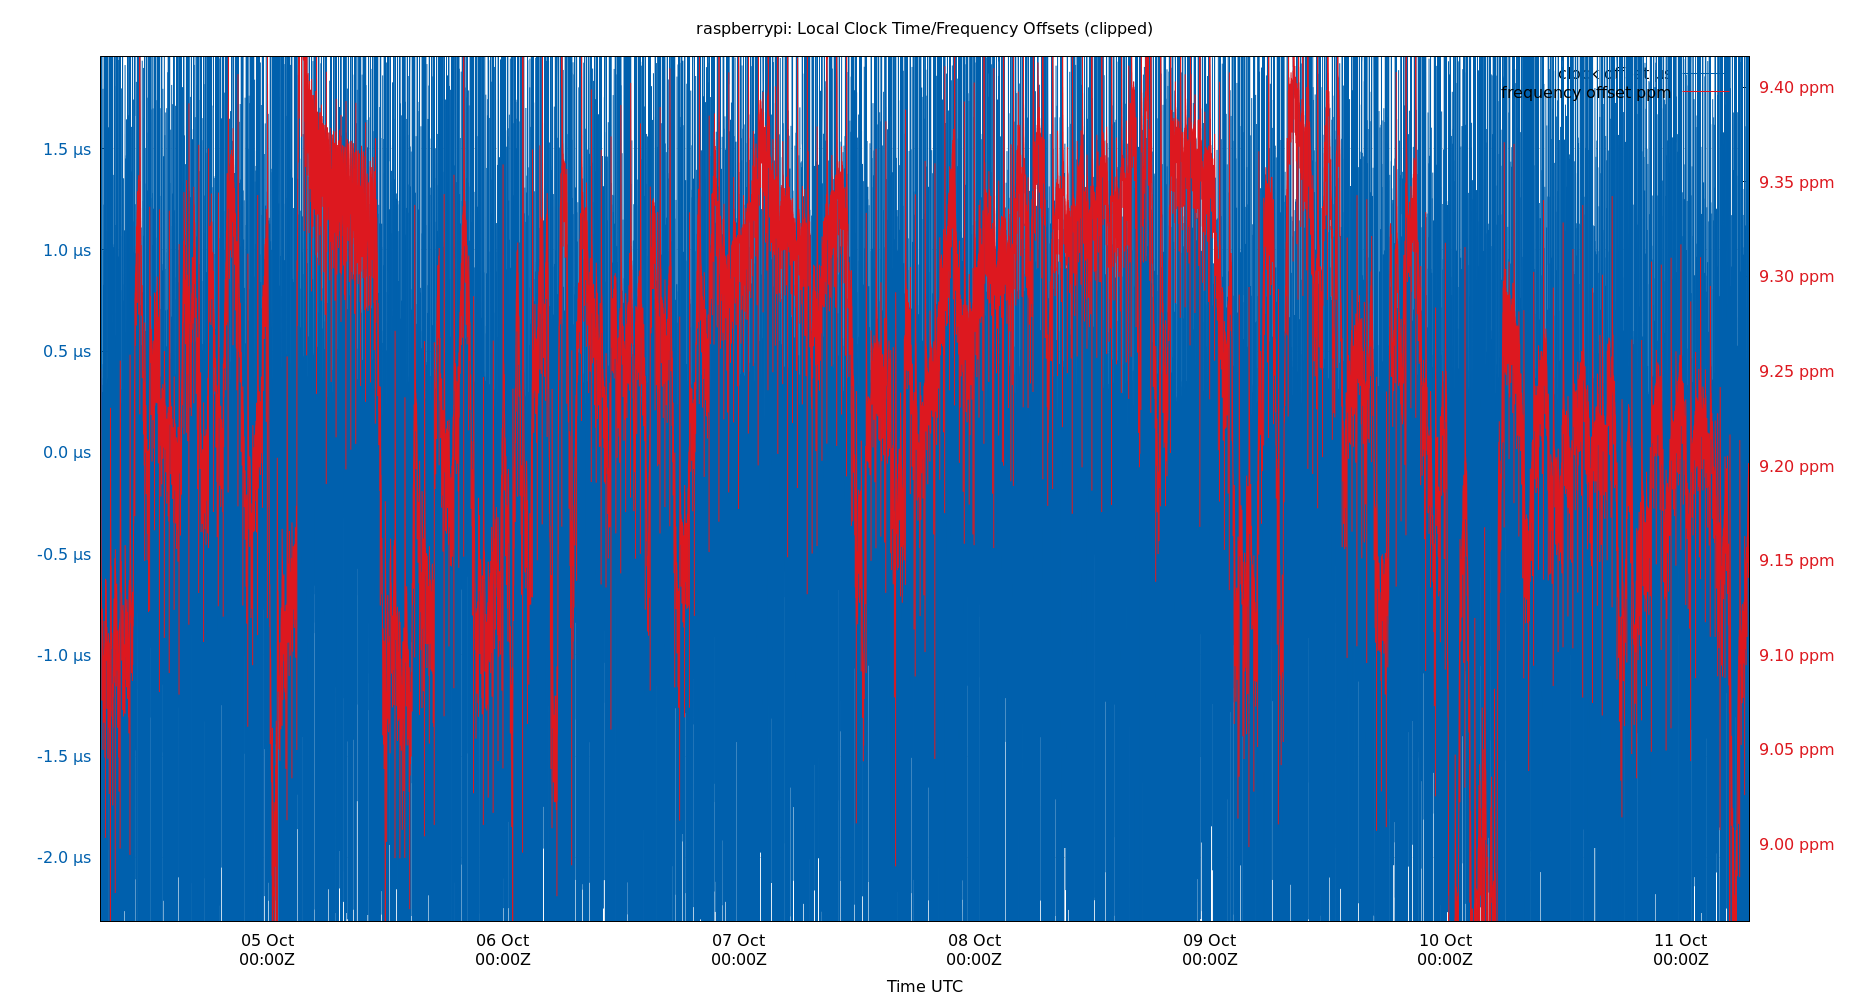 raspberrypi: Local Clock Time/Frequency Offsets (clipped)
clock offset us
frequency offset ppm
1.5 μs
1.0 μs
0.5 μs
0.0 μs
-0.5 μs
-1.0 μs
-1.5 μs
-2.0 μs
9.40 ppm
9.35 ppm
9.30 ppm
9.25 ppm
9.20 ppm
9.15 ppm
9.10 ppm
9.05 ppm
9.00 ppm
05 Oct
00:00Z
06 Oct
00:00Z
07 Oct
00:00Z
08 Oct
00:00Z
09 Oct
00:00Z
10 Oct
00:00Z
11 Oct
00:00Z
Time UTC